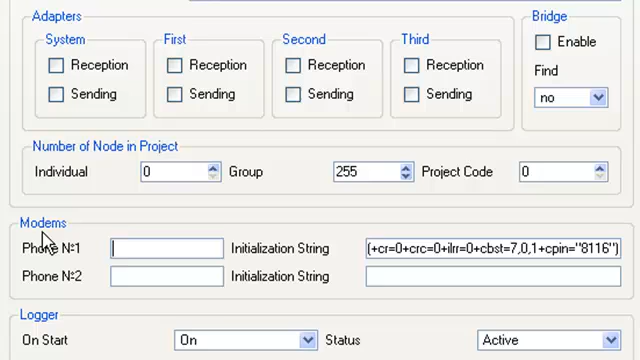 Adapters Bridge
System First Second Third
Reception Reception Reception Reception Enable
Find
Sending Sending Sending Sending no
Number of Node in Project
Individual 0 Group 255 Project Code 0
Modems
Phone №1 Initialization String (+cr=0+crc=0+ilrr=0+cbst=7,0,1+cpin="8116")
Phone №2 Initialization String
Logger
On Start On Status Active